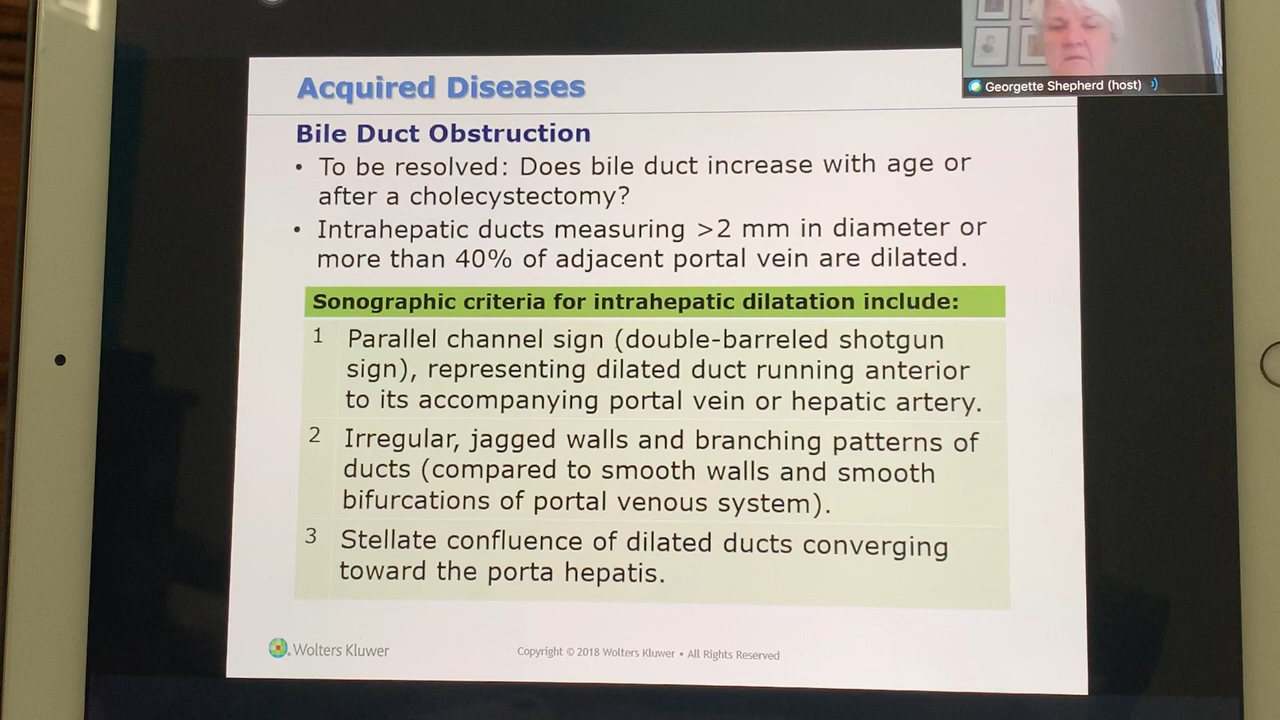 Georgette Shepherd (host)
Acquired Diseases
Bile Duct Obstruction
• To be resolved: Does bile duct increase with age or
after a cholecystectomy?
• Intrahepatic ducts measuring >2 mm in diameter or
more than 40% of adjacent portal vein are dilated.
Sonographic criteria for intrahepatic dilatation include:
1 Parallel channel sign (double-barreled shotgun
sign), representing dilated duct running anterior
to its accompanying portal vein or hepatic artery.
2 Irregular, jagged walls and branching patterns of
ducts (compared to smooth walls and smooth
bifurcations of portal venous system).
3 Stellate confluence of dilated ducts converging
toward the porta hepatis.
Wolters Kluwer
Copyright © 2018 Wolters Kluwer • All Rights Reserved